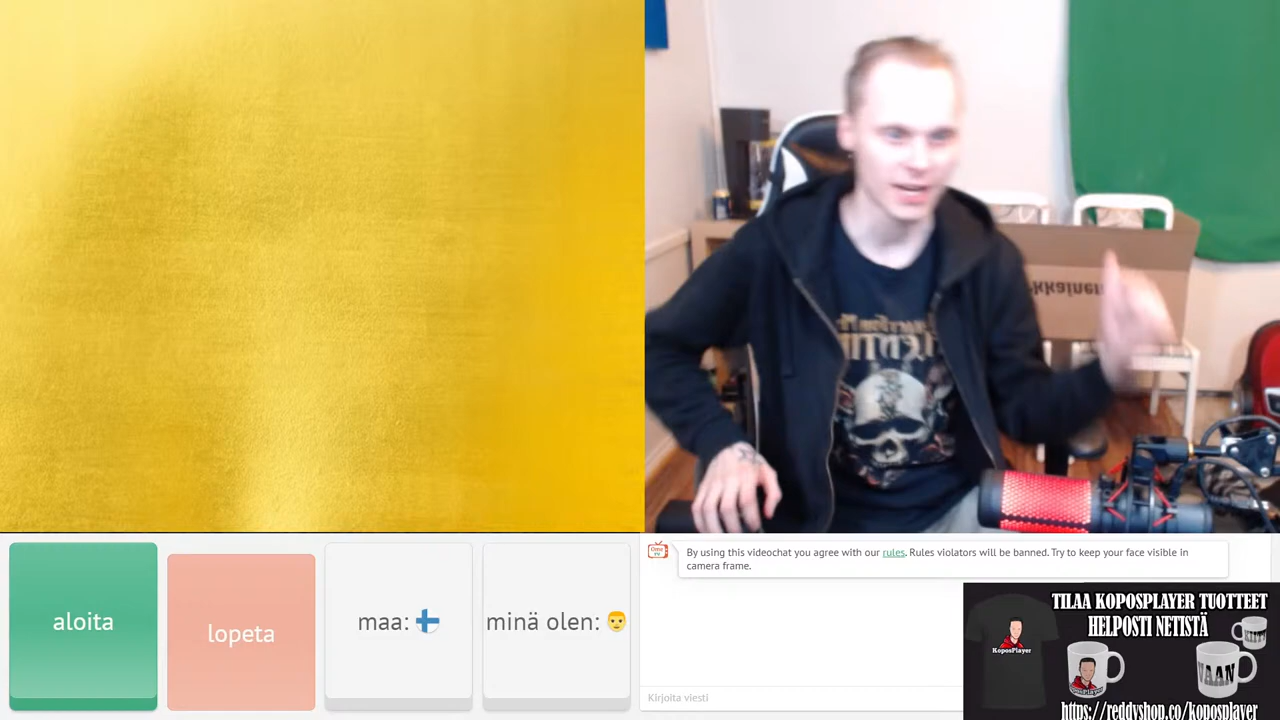 aloita
lopeta
maa:
minä olen:
By using this videochat you agree with our rules. Rules violators will be banned. Try to keep your face visible in
camera frame.
Kirjoita viesti
TILAA KOPOSPLAYER TUOTTEET
HELPOSTI NETISTÄ
KoposPlayer
VAAN
https://reddyshop.co/koposplayer